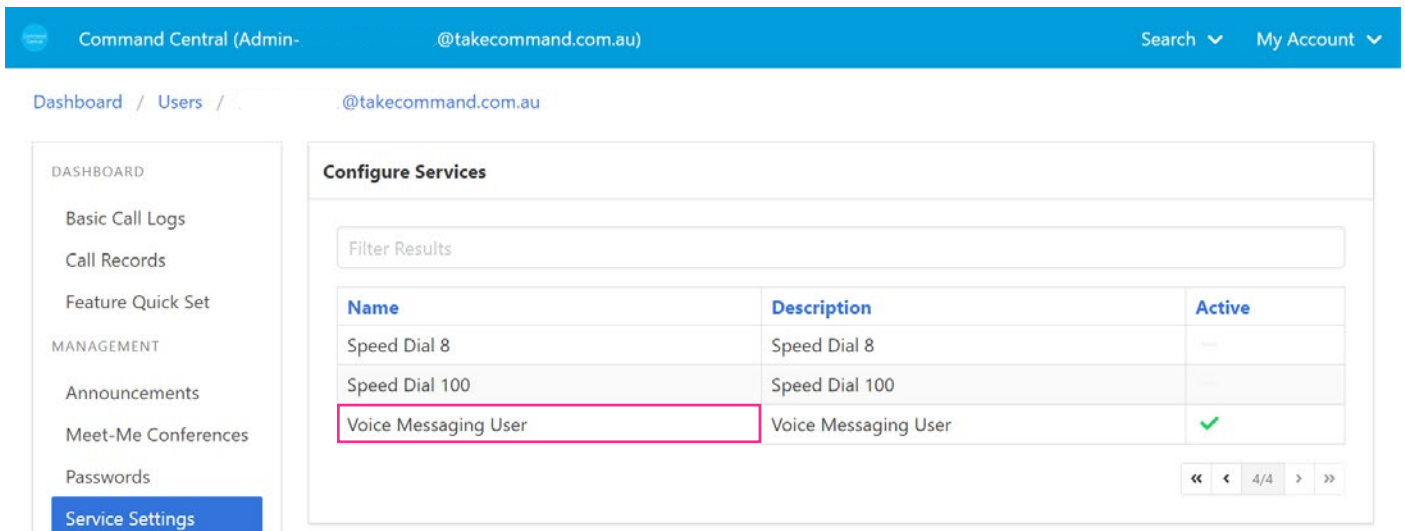 Command Central (Admin- @takecommand.com.au) Search My Account
Dashboard / Users / @takecommand.com.au
DASHBOARD
Basic Call Logs
Call Records
Feature Quick Set
MANAGEMENT
Announcements
Meet-Me Conferences
Passwords
Service Settings
Configure Services
Filter Results
Name Description Active
Speed Dial 8 Speed Dial 8
Speed Dial 100 Speed Dial 100
Voice Messaging User Voice Messaging User
« ‹ 4/4 › »